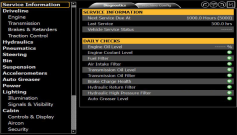 Service Information
Driveline
Engine
Transmission
Brakes & Retarders
Traction Control
Hydraulics
Pneumatics
Steering
Bin
Suspension
Accelerometers
Auto Greaser
Power
Lighting
Illumination
Signals & Visibility
Cabin
Controls & Display
Aircon
Security
SERVICE INFORMATION
Next Service Due At
Last Service
Vehicle Service Status
DAILY CHECKS
Engine Oil Level
Engine Coolant Level
Fuel Filter
Air Intake Filter
Transmission Oil Level
Transmission Oil Filter
Brake Charge Health
Hydraulic Return Filter
Hydraulic High Pressure Filter
Auto Greaser Level